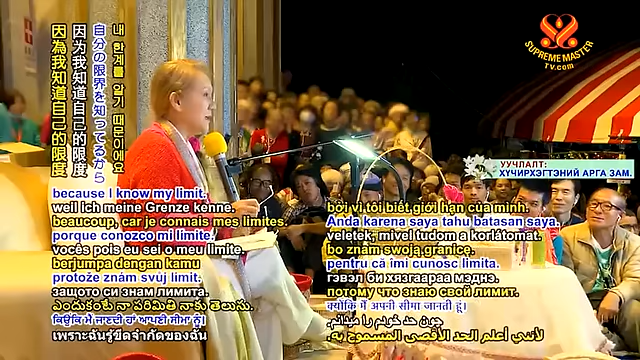 SUPREME MASTER
TV.com
УУЧЛАЛТ:
ХҮЧИРХЭГТЭНИЙ АРГА ЗАМ.
내 한계를 알기 때문이에요
自分の限界を知ってるから
因为我知道自己的限度
因為我知道自己的限度
because I know my limit.
weil ich meine Grenze kenne.
beaucoup, car je connais mes limites.
porque conozco mi límite.
vocês pois eu sei o meu limite.
berjumpa dengan kamu
protože znám svůj limit.
защото си знам лимита.
ఎందుకంటే నా పరిమితి నాకు తెలుసు.
ਕਿਉਂਕਿ ਮੈਂ ਜਾਣਦੀ ਹਾਂ ਆਪਣੀ ਸੀਮਾ ਨੂੰ।
เพราะฉันรู้ขีดจำกัดของฉัน
bởi vì tôi biết giới hạn của mình.
Anda karena saya tahu batasan saya.
veletek, mivel tudom a korlátomat.
bo znam swoją granicę.
pentru că îmi cunosc limita.
гэвэл би хязгаараа мэднэ.
потому что знаю свой лимит.
क्योंकि मैं अपनी सीमा जानती हूं।
چون حد خودم را میدانم.
لأنني أعلم الحد الأقصى المسموح به.